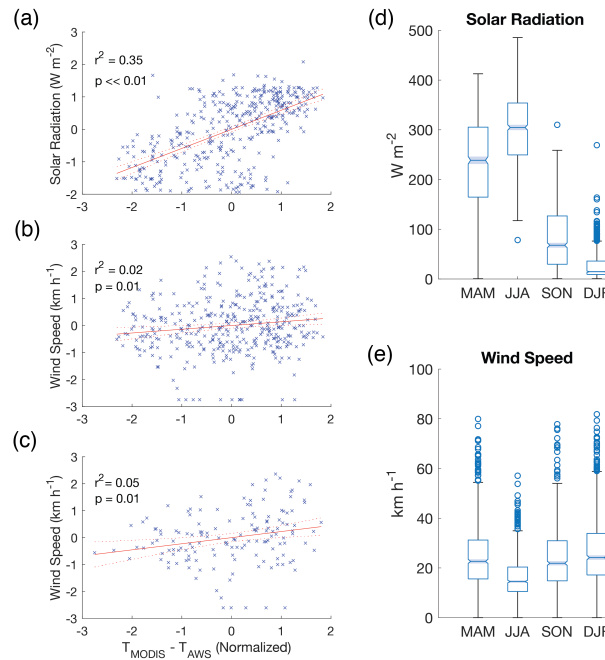 (a)
Solar Radiation (W m-2)
r2 = 0.35
p << 0.01
3
2
1
0
-1
-2
-3 -2 -1 0 1 2
(b)
Wind Speed (km h-1)
r2 = 0.02
p = 0.01
3
2
1
0
-1
-2
-3
-3 -2 -1 0 1 2
(c)
Wind Speed (km h-1)
r2 = 0.05
p = 0.01
3
2
1
0
-1
-2
-3
-3 -2 -1 0 1 2
TMODIS - TAWS (Normalized)
(d)
Solar Radiation
W m-2
500
400
300
200
100
0
MAM JJA SON DJF
(e)
Wind Speed
km h-1
100
80
60
40
20
0
MAM JJA SON DJF